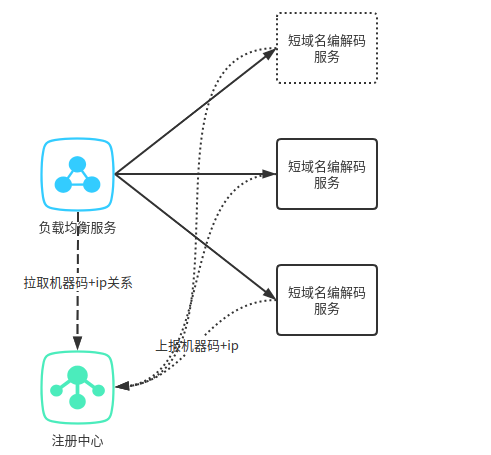 短域名编解码
服务
短域名编解码
服务
负载均衡服务
拉取机器码+ip关系
短域名编解码
服务
上报机器码+ip
注册中心